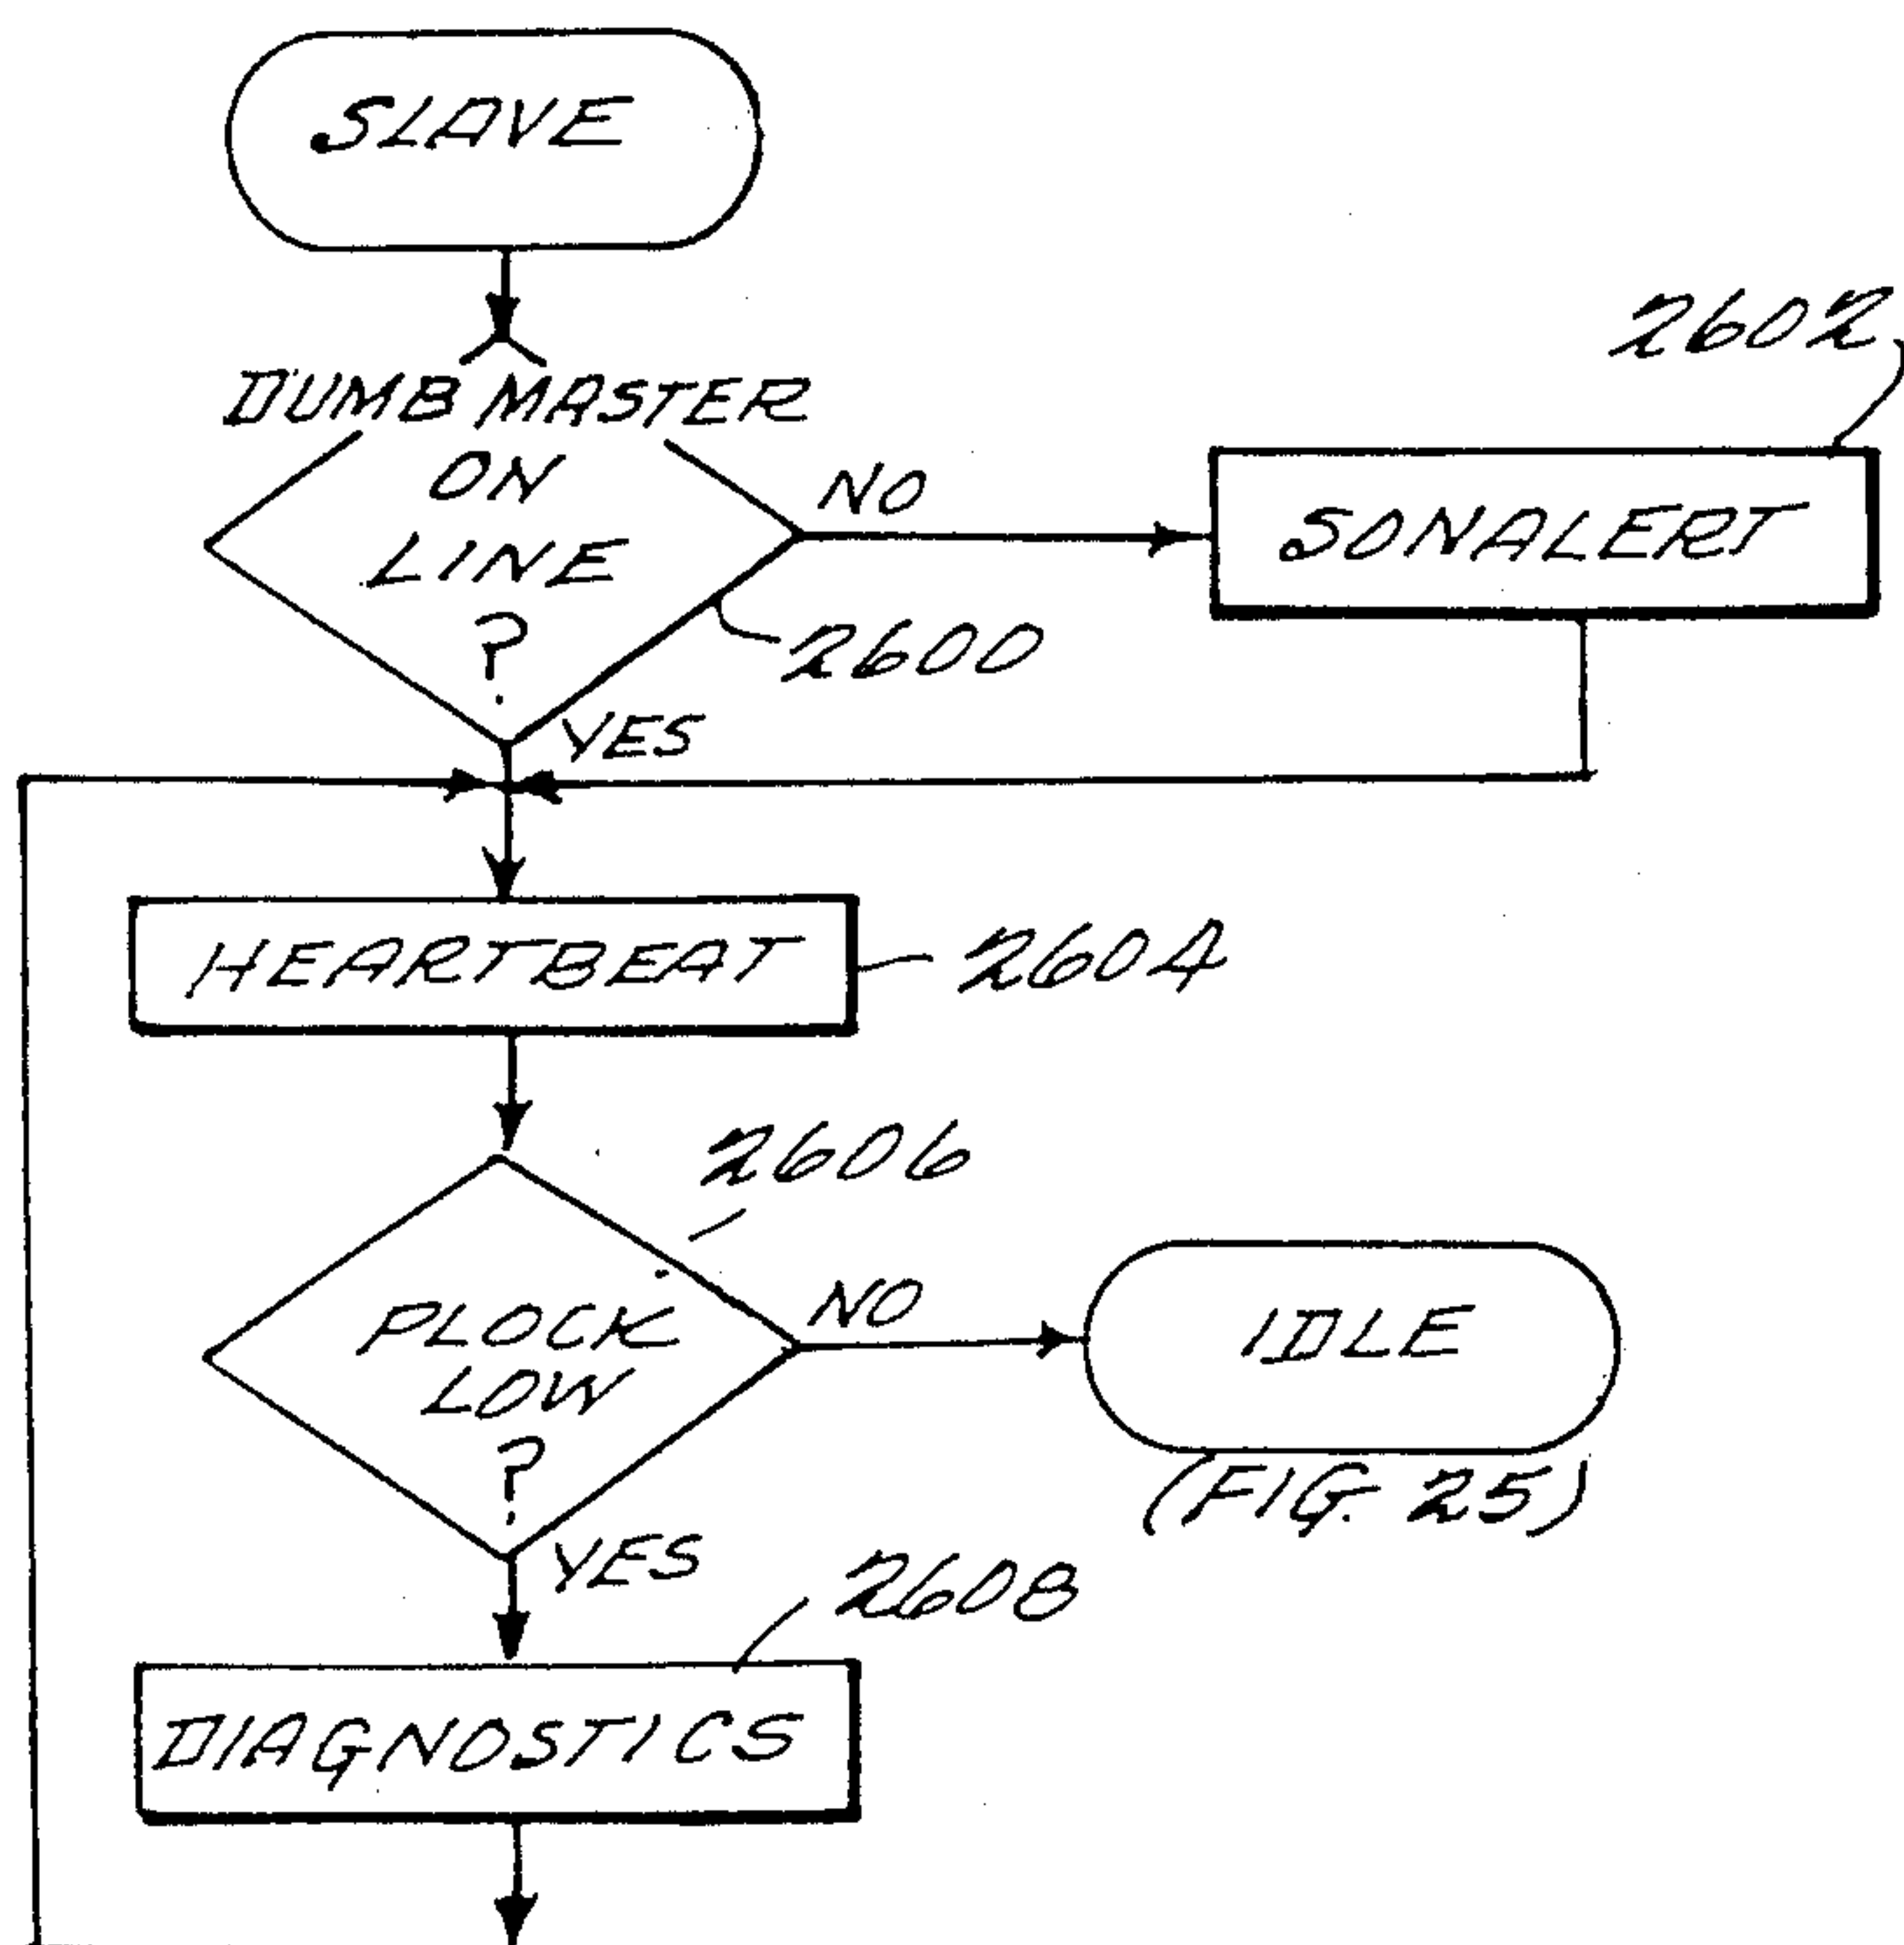 SLAVE
DUMB MASTER
ON
LINE
?
NO
2600
YES
2602
SONALERT
HEARTBEAT
2604
2606
PLOCK
LOW
?
NO
YES
IDLE
(FIG. 25)
2608
DIAGNOSTICS